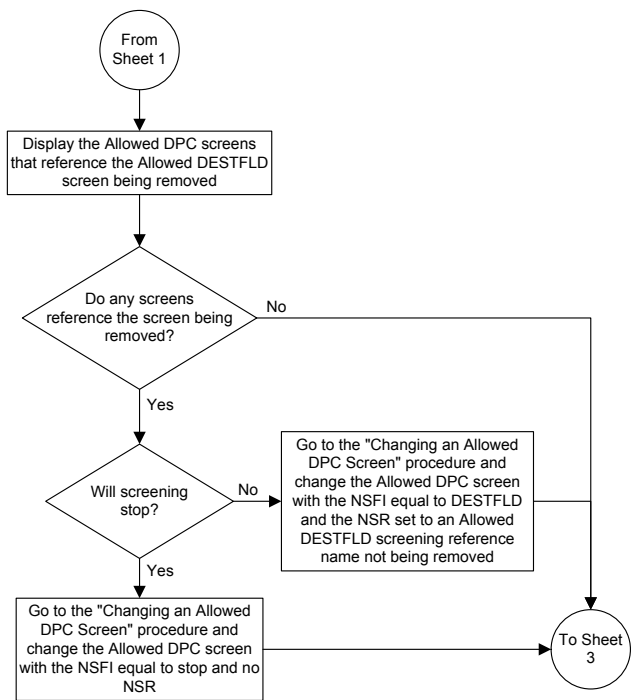 From
Sheet 1
Display the Allowed DPC screens
that reference the Allowed DESTFLD
screen being removed
Do any screens
reference the screen being
removed?
No
Yes
Will screening
stop?
No
Go to the "Changing an Allowed
DPC Screen" procedure and
change the Allowed DPC screen
with the NSFI equal to DESTFLD
and the NSR set to an Allowed
DESTFLD screening reference
name not being removed
Yes
Go to the "Changing an Allowed
DPC Screen" procedure and
change the Allowed DPC screen
with the NSFI equal to stop and no
NSR
To Sheet
3